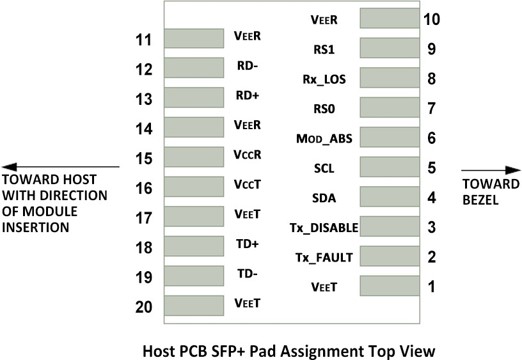 VEER 10
11 VEER
RS1 9
12 RD-
Rx_LOS 8
13 RD+
RS0 7
14 VEER
MOD_ABS 6
15 VCCR
SCL 5
TOWARD HOST
WITH DIRECTION
OF MODULE
INSERTION
TOWARD
BEZEL
16 VCCT
SDA 4
17 VEET
Tx_DISABLE 3
18 TD+
Tx_FAULT 2
19 TD-
VEET 1
20 VEET
Host PCB SFP+ Pad Assignment Top View